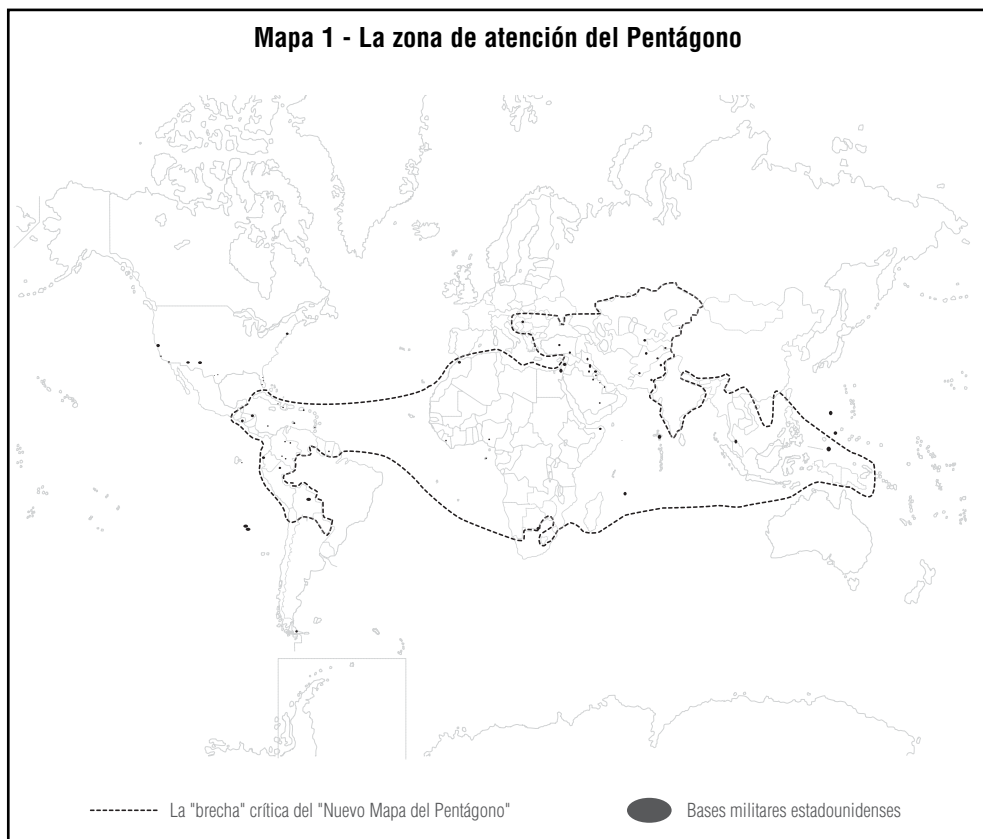 Mapa 1 - La zona de atención del Pentágono
La "brecha" crítica del "Nuevo Mapa del Pentágono"
Bases militares estadounidenses